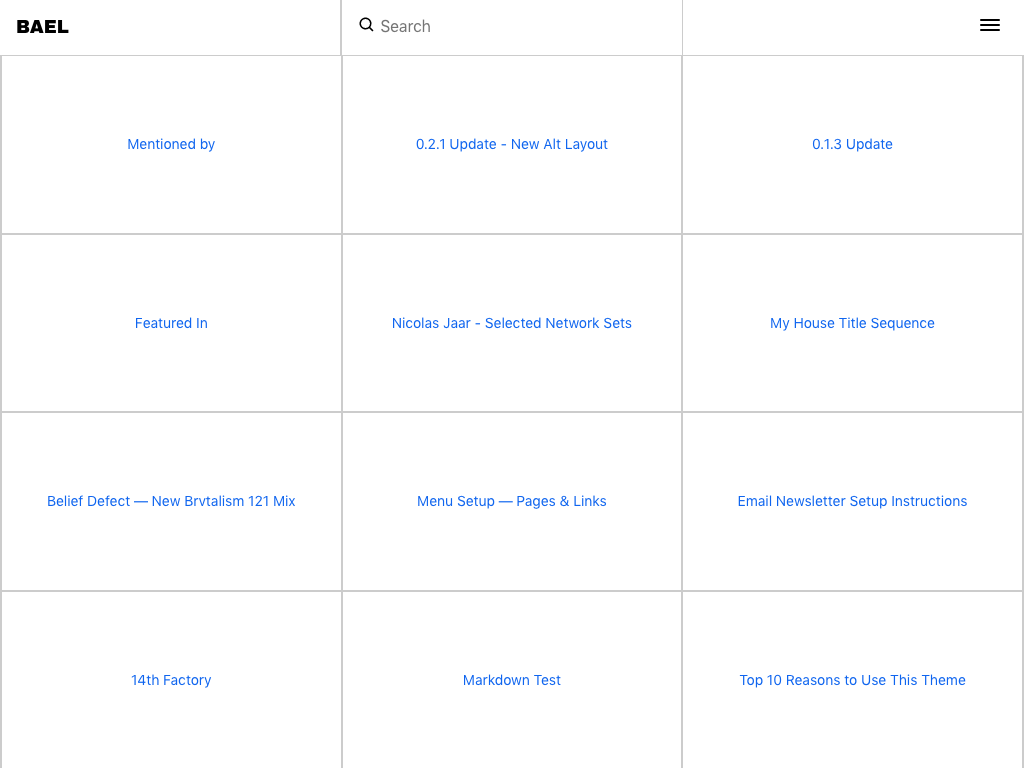 BAEL
Search
Mentioned by
0.2.1 Update - New Alt Layout
0.1.3 Update
Featured In
Nicolas Jaar - Selected Network Sets
My House Title Sequence
Belief Defect — New Brvtalism 121 Mix
Menu Setup — Pages & Links
Email Newsletter Setup Instructions
14th Factory
Markdown Test
Top 10 Reasons to Use This Theme